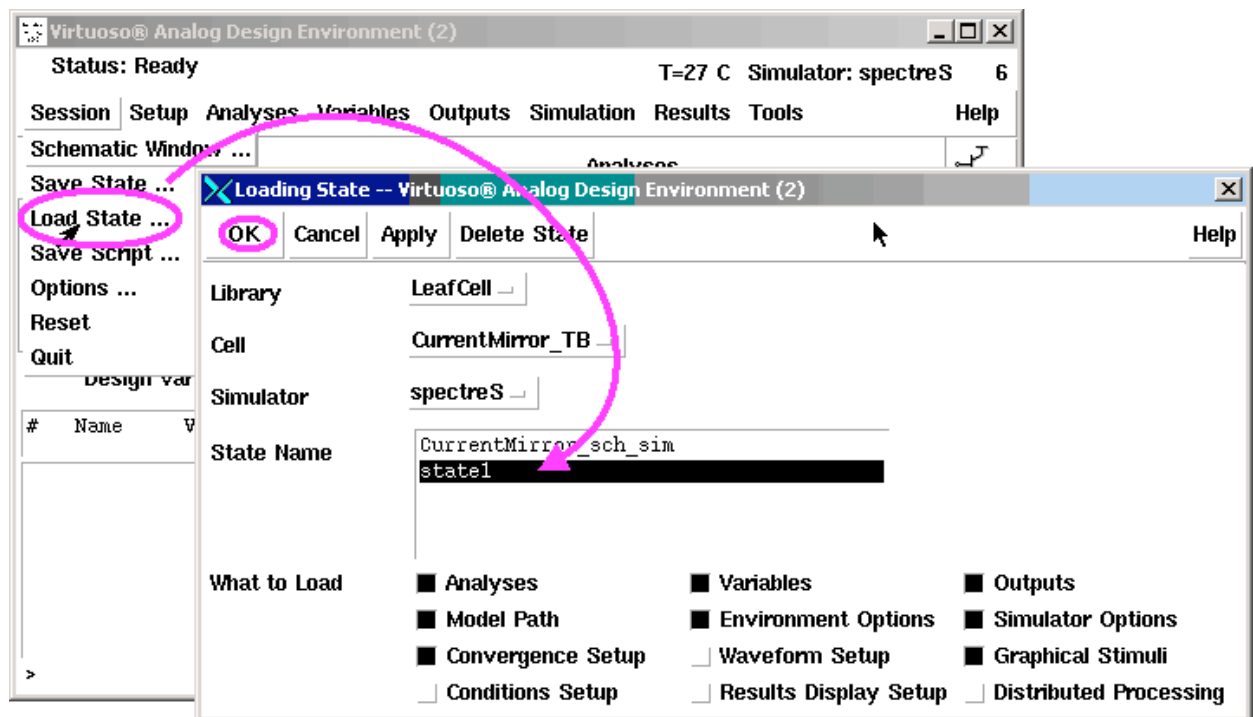 Virtuoso® Analog Design Environment (2)
Status: Ready
T=27 C Simulator: spectreS 6
Session Setup Analyses Variables Outputs Simulation Results Tools Help
Schematic Window ...
Analyses
Save State ...
Load State ...
Save Script ...
Options ...
Reset
Quit
Design Var
# Name V
>
Loading State -- Virtuoso® Analog Design Environment (2)
OK Cancel Apply Delete State Help
Library LeafCell
Cell CurrentMirror_TB
Simulator spectreS
State Name CurrentMirror_sch_sim
state1
What to Load Analyses Variables Outputs
Model Path Environment Options Simulator Options
Convergence Setup Waveform Setup Graphical Stimuli
Conditions Setup Results Display Setup Distributed Processing